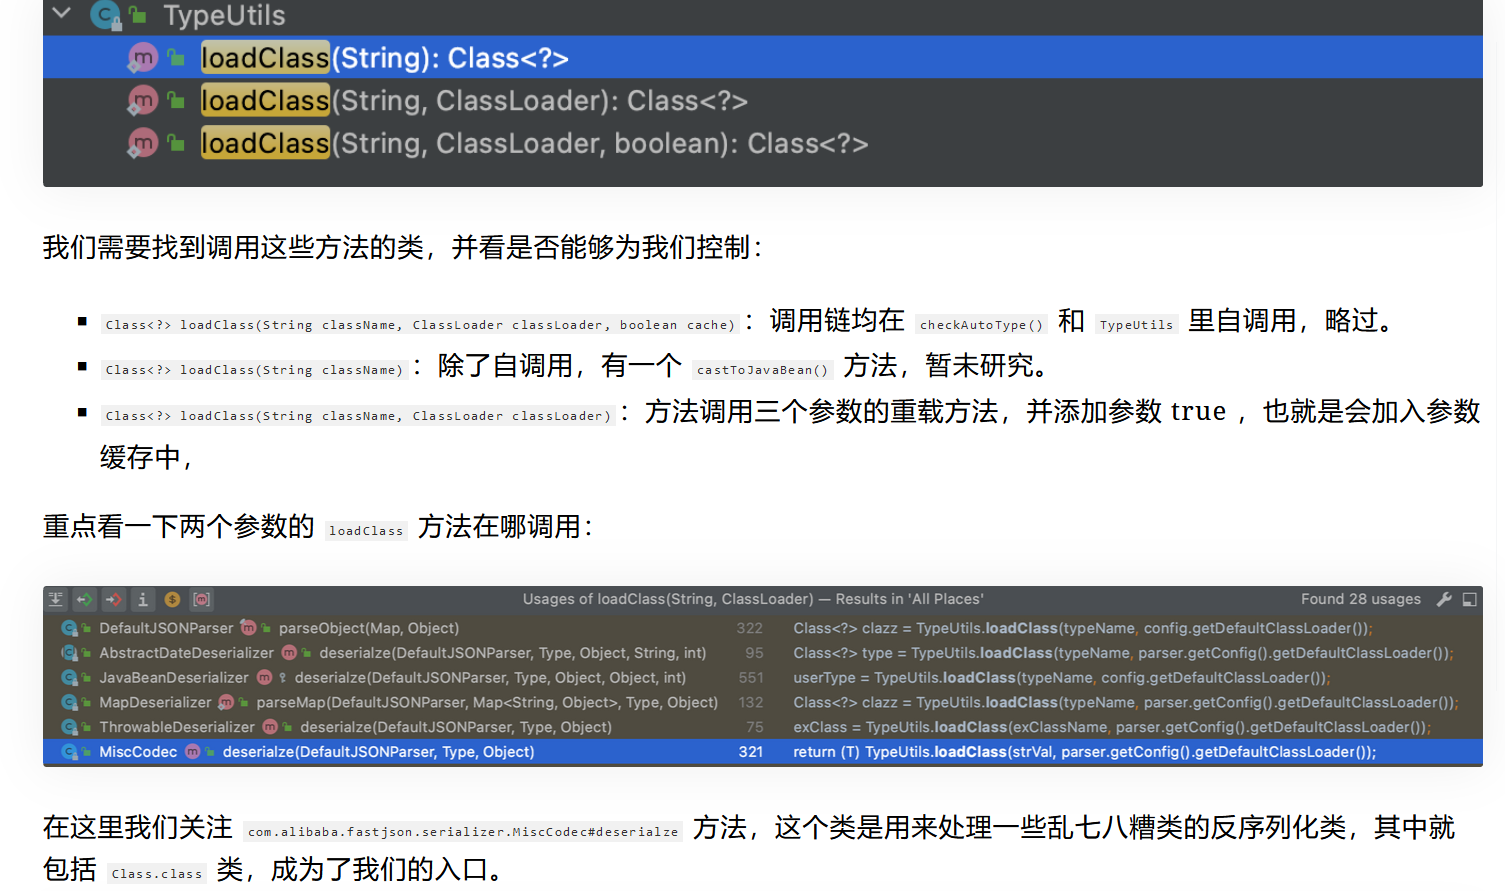 TypeUtils
loadClass(String): Class<?>
loadClass(String, ClassLoader): Class<?>
loadClass(String, ClassLoader, boolean): Class<?>
我们需要找到调用这些方法的类，并看是否能够为我们控制：
Class<?> loadClass(String className, ClassLoader classLoader, boolean cache)：调用链均在 checkAutoType() 和 TypeUtils 里自调用，略过。
Class<?> loadClass(String className)：除了自调用，有一个 castToJavaBean() 方法，暂未研究。
Class<?> loadClass(String className, ClassLoader classLoader)：方法调用三个参数的重载方法，并添加参数 true ，也就是会加入参数
缓存中，
重点看一下两个参数的 loadClass 方法在哪调用：
Usages of loadClass(String, ClassLoader) — Results in 'All Places' Found 28 usages
DefaultJSONParser parseObject(Map, Object) 322 Class<?> clazz = TypeUtils.loadClass(typeName, config.getDefaultClassLoader());
AbstractDateDeserializer deserialze(DefaultJSONParser, Type, Object, String, int) 95 Class<?> type = TypeUtils.loadClass(typeName, parser.getConfig().getDefaultClassLoader());
JavaBeanDeserializer deserialze(DefaultJSONParser, Type, Object, Object, int) 551 userType = TypeUtils.loadClass(typeName, config.getDefaultClassLoader());
MapDeserializer parseMap(DefaultJSONParser, Map<String, Object>, Type, Object) 132 Class<?> clazz = TypeUtils.loadClass(typeName, parser.getConfig().getDefaultClassLoader());
ThrowableDeserializer deserialze(DefaultJSONParser, Type, Object) 75 exClass = TypeUtils.loadClass(exClassName, parser.getConfig().getDefaultClassLoader());
MiscCodec deserialze(DefaultJSONParser, Type, Object) 321 return (T) TypeUtils.loadClass(strVal, parser.getConfig().getDefaultClassLoader());
在这里我们关注 com.alibaba.fastjson.serializer.MiscCodec#deserialze 方法，这个类是用来处理一些乱七八糟类的反序列化类，其中就
包括 Class.class 类，成为了我们的入口。